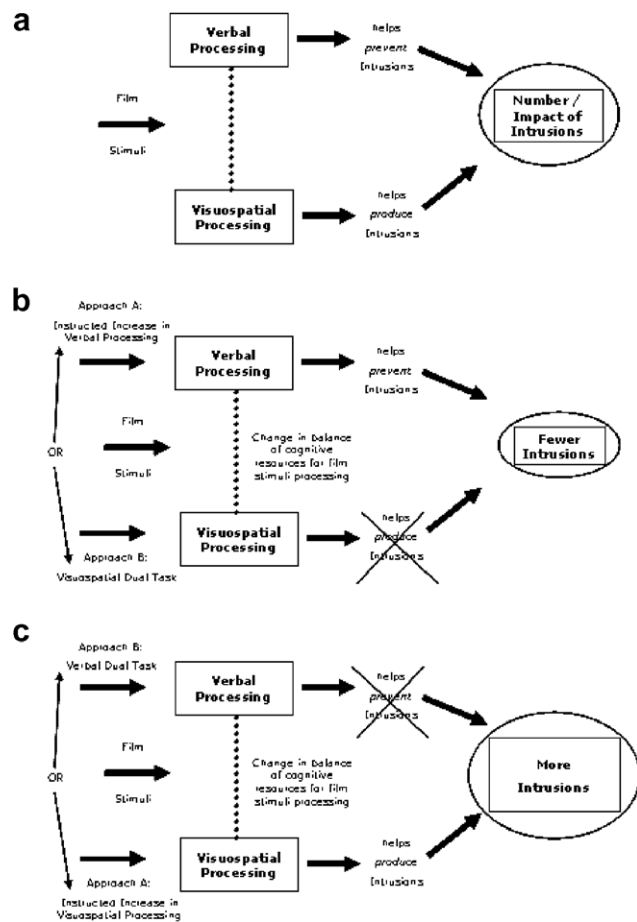 a
Verbal
Processing
helps
prevent
Intrusions
Film
Stimuli
Number /
Impact of
Intrusions
Visuospatial
Processing
helps
produce
Intrusions
b
Approach A:
Instructed Increase in
Verbal Processing
Verbal
Processing
helps
prevent
Intrusions
Film
Stimuli
OR
Change in balance
of cognitive
resources for film
stimuli processing
Fewer
Intrusions
Visuospatial
Processing
helps
produce
Intrusions
Approach B:
Visuospatial Dual Task
c
Approach B:
Verbal Dual Task
Verbal
Processing
helps
prevent
Intrusions
Film
Stimuli
OR
Change in balance
of cognitive
resources for film
stimuli processing
More
Intrusions
Visuospatial
Processing
helps
produce
Intrusions
Approach A:
Instructed Increase in
Visuospatial Processing